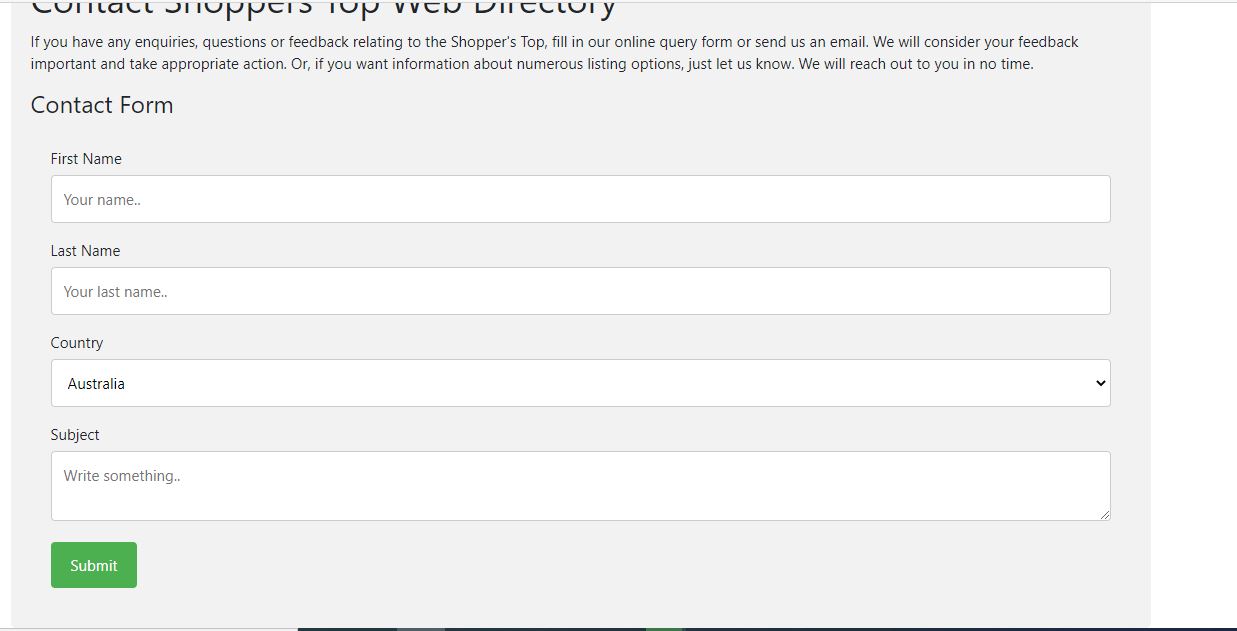 Contact Shoppers Top Web Directory
If you have any enquiries, questions or feedback relating to the Shopper's Top, fill in our online query form or send us an email. We will consider your feedback
important and take appropriate action. Or, if you want information about numerous listing options, just let us know. We will reach out to you in no time.
Contact Form
First Name
Your name..
Last Name
Your last name..
Country
Australia
Subject
Write something..
Submit